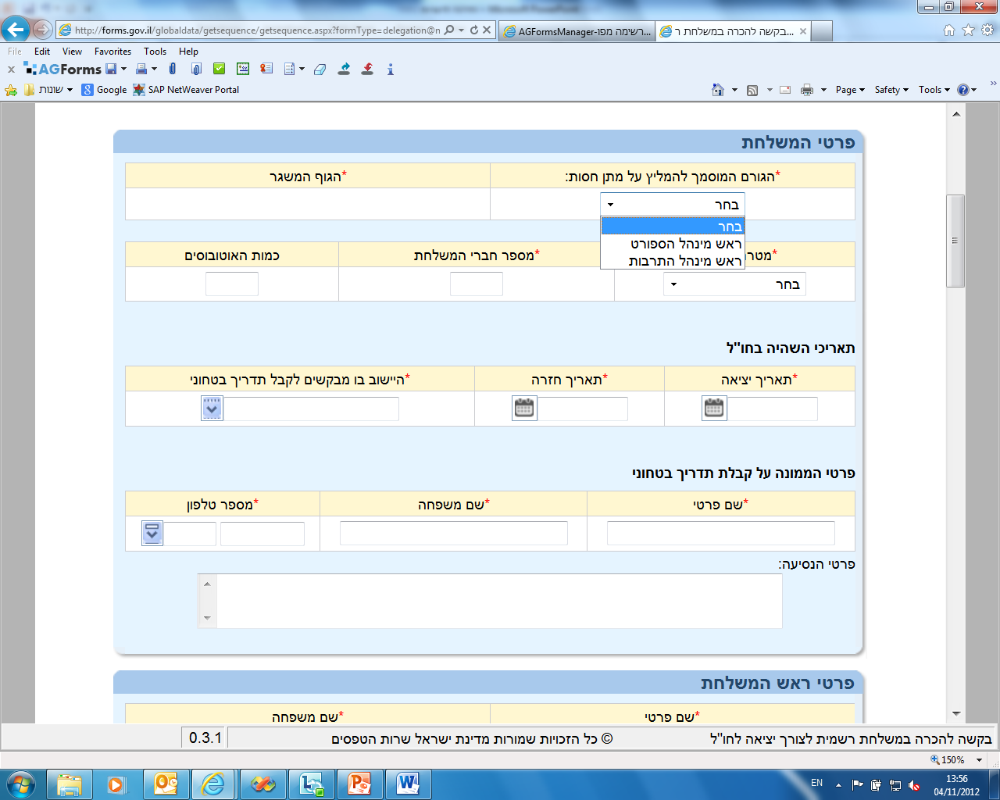 http://forms.gov.il/globaldata/getsequence/getsequence.aspx?formType=delegation@n
AGFormsManager-רשימה מפו...
בקשה להכרה במשלחת ר...
File Edit View Favorites Tools Help
x AGForms
שונות Google SAP NetWeaver Portal Page Safety Tools
פרטי המשלחת
*הגורם המוסמך להמליץ על מתן חסות: *הגוף המשגר
בחר
בחר
ראש מינהל הספורט
ראש מינהל התרבות
*מטר *מספר חברי המשלחת כמות האוטובוסים
בחר
תאריכי השהיה בחו"ל
*תאריך יציאה *תאריך חזרה *היישוב בו מבקשים לקבל תדריך בטחוני
פרטי הממונה על קבלת תדריך בטחוני
*שם פרטי *שם משפחה *מספר טלפון
פרטי הנסיעה:
פרטי ראש המשלחת
*שם פרטי *שם משפחה
בקשה להכרה במשלחת רשמית לצורך יציאה לחו"ל © כל הזכויות שמורות מדינת ישראל שרות הטפסים 0.3.1
150%
EN 13:56
04/11/2012